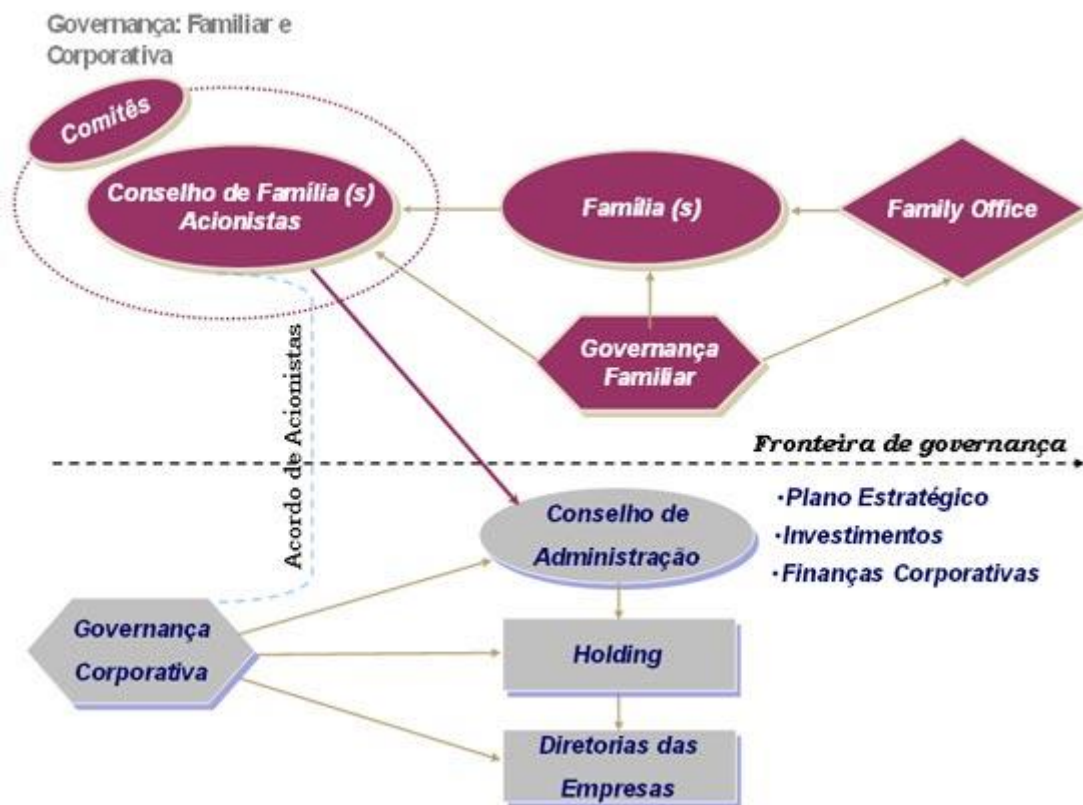 Governança: Familiar e
Corporativa
Comitês
Conselho de Família (s)
Acionistas
Família (s)
Family Office
Governança
Familiar
Acordo de Acionistas
Fronteira de governança
Conselho de
Administração
·Plano Estratégico
·Investimentos
·Finanças Corporativas
Governança
Corporativa
Holding
Diretorias das
Empresas